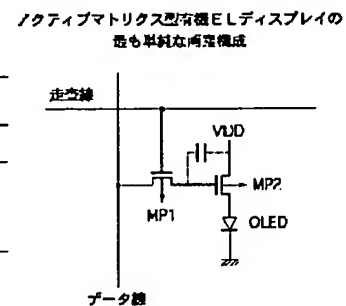 アクティブマトリクス型有機ELディスプレイの
最も単純な画素構成
走査線
VDD
MP2
MP1
OLED
データ線